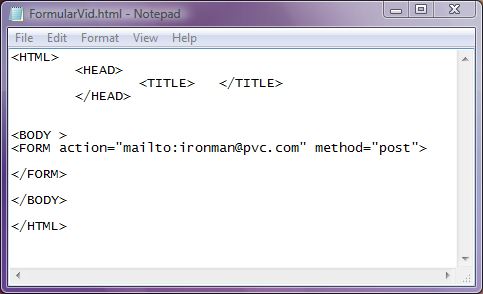 FormularVid.html - Notepad
File Edit Format View Help
<HTML>
<HEAD>
<TITLE> </TITLE>
</HEAD>
<BODY >
<FORM action="mailto:ironman@pvc.com" method="post">
</FORM>
</BODY>
</HTML>